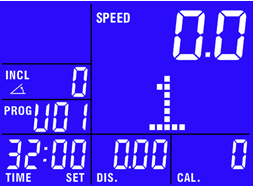 SPEED 0.0
INCL 0
1
PROG U01
32:00 0.00 0
TIME SET DIS. CAL.